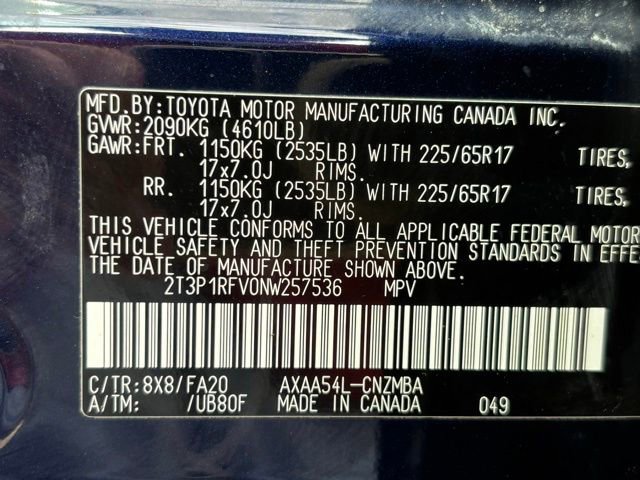 MFD.BY:TOYOTA MOTOR MANUFACTURING CANADA INC.
GVWR:2090KG (4610LB)
GAWR:FRT. 1150KG (2535LB) WITH 225/65R17 TIRES,
17x7.0J RIMS.
RR. 1150KG (2535LB) WITH 225/65R17 TIRES,
17x7.0J RIMS.
THIS VEHICLE CONFORMS TO ALL APPLICABLE FEDERAL MOTOR
VEHICLE SAFETY AND THEFT PREVENTION STANDARDS IN EFFE
THE DATE OF MANUFACTURE SHOWN ABOVE.
2T3P1RFV0NW257536 MPV
C/TR:8X8/FA20 AXAA54L-CNZMBA
A/TM: /UB80F MADE IN CANADA 049